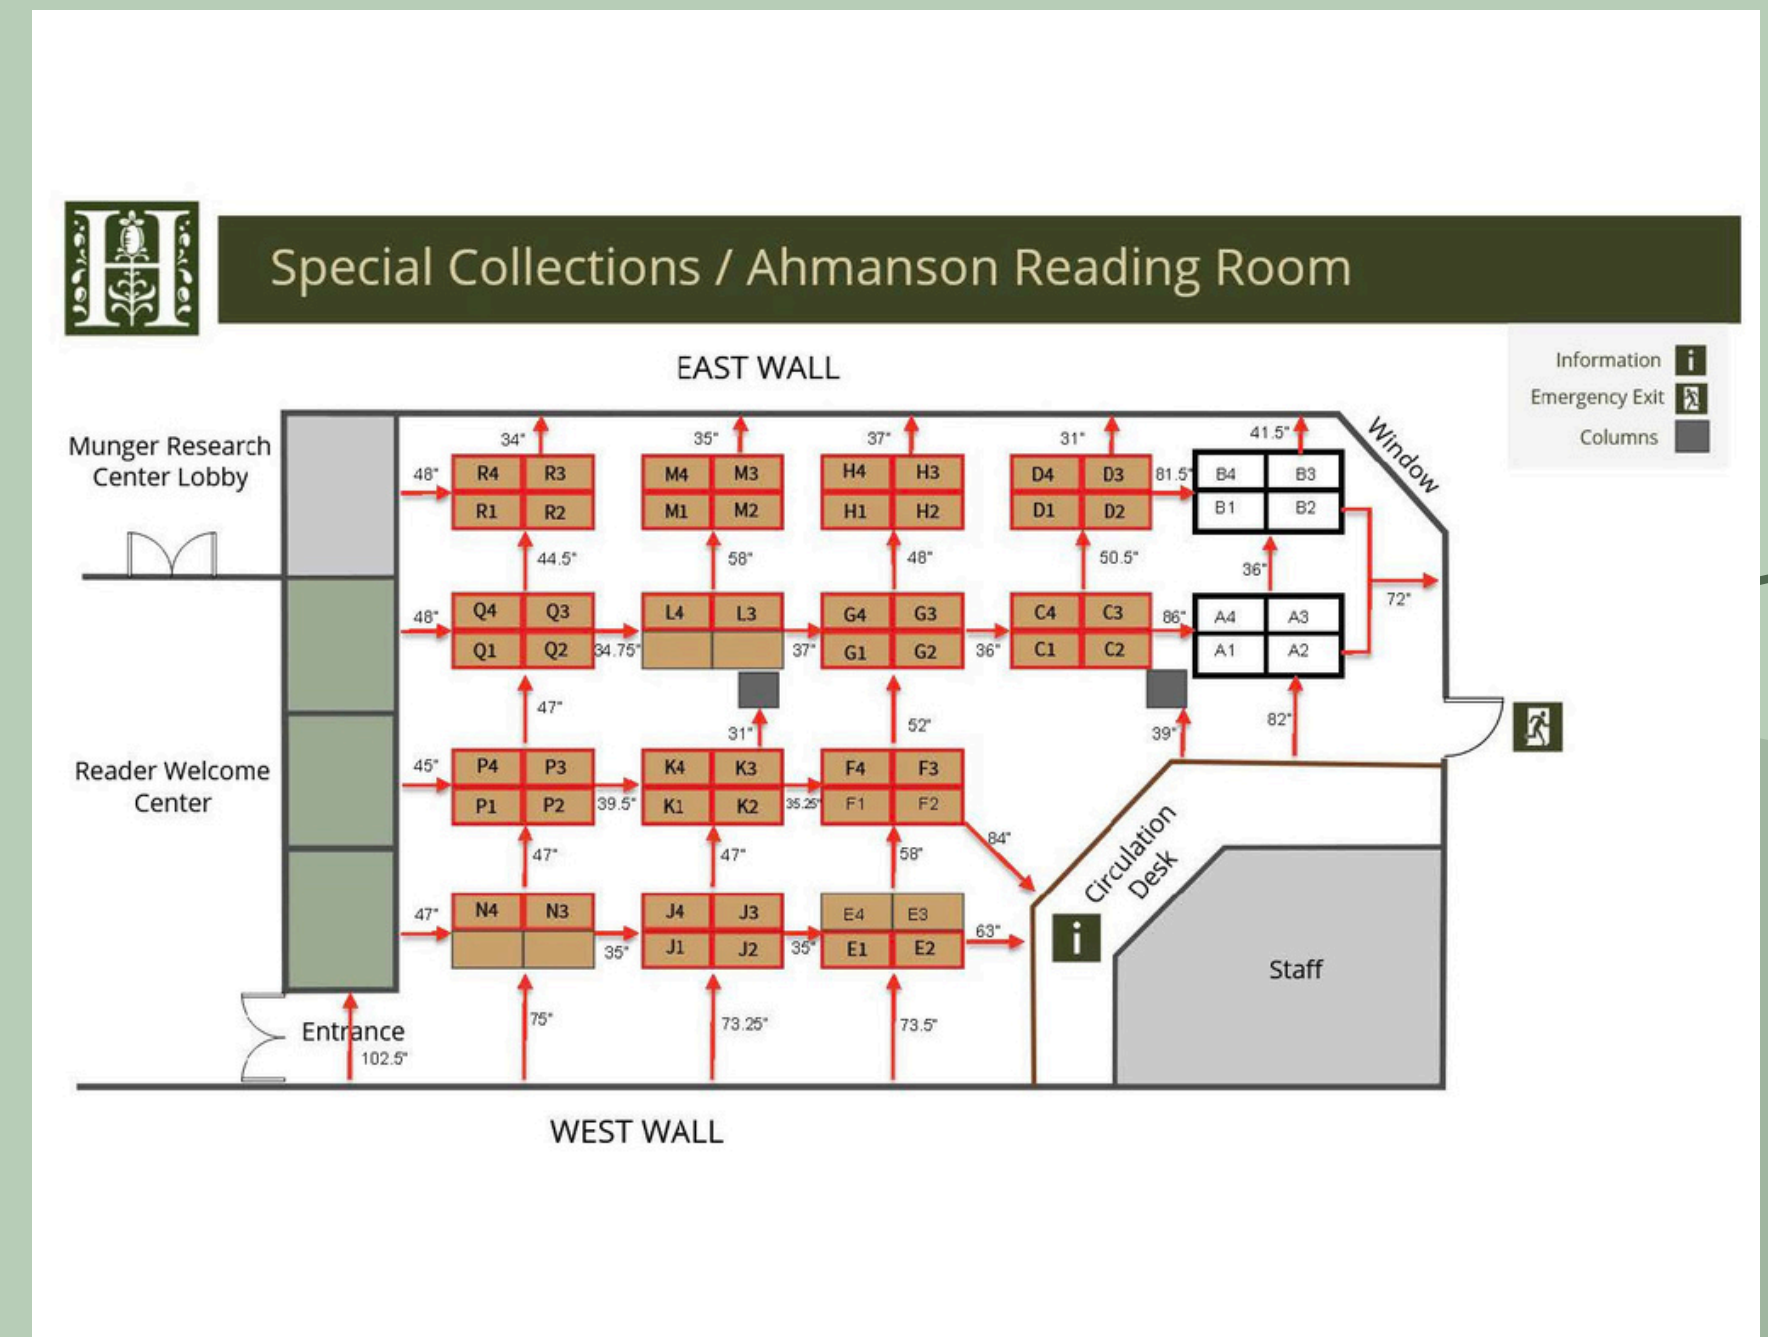 H
Special Collections / Ahmanson Reading Room
Information i
Emergency Exit
Columns
EAST WALL
Munger Research
Center Lobby
Window
34" 35" 37" 31" 41.5"
48" R4 R3 M4 M3 H4 H3 D4 D3 81.5" B4 B3
R1 R2 M1 M2 H1 H2 D1 D2 B1 B2
44.5" 58" 48" 50.5" 36"
72"
48" Q4 Q3 L4 L3 G4 G3 C4 C3 86" A4 A3
Q1 Q2 34.75" 37" G1 G2 36" C1 C2 A1 A2
47" 31" 52" 39" 82"
Reader Welcome
Center
45" P4 P3 K4 K3 F4 F3
P1 P2 39.5" K1 K2 35.25" F1 F2
84"
47" 47" 58"
Circulation
Desk
47" N4 N3 J4 J3 E4 E3 63" i
35" J1 J2 35" E1 E2
Staff
Entrance
102.5" 75" 73.25" 73.5"
WEST WALL